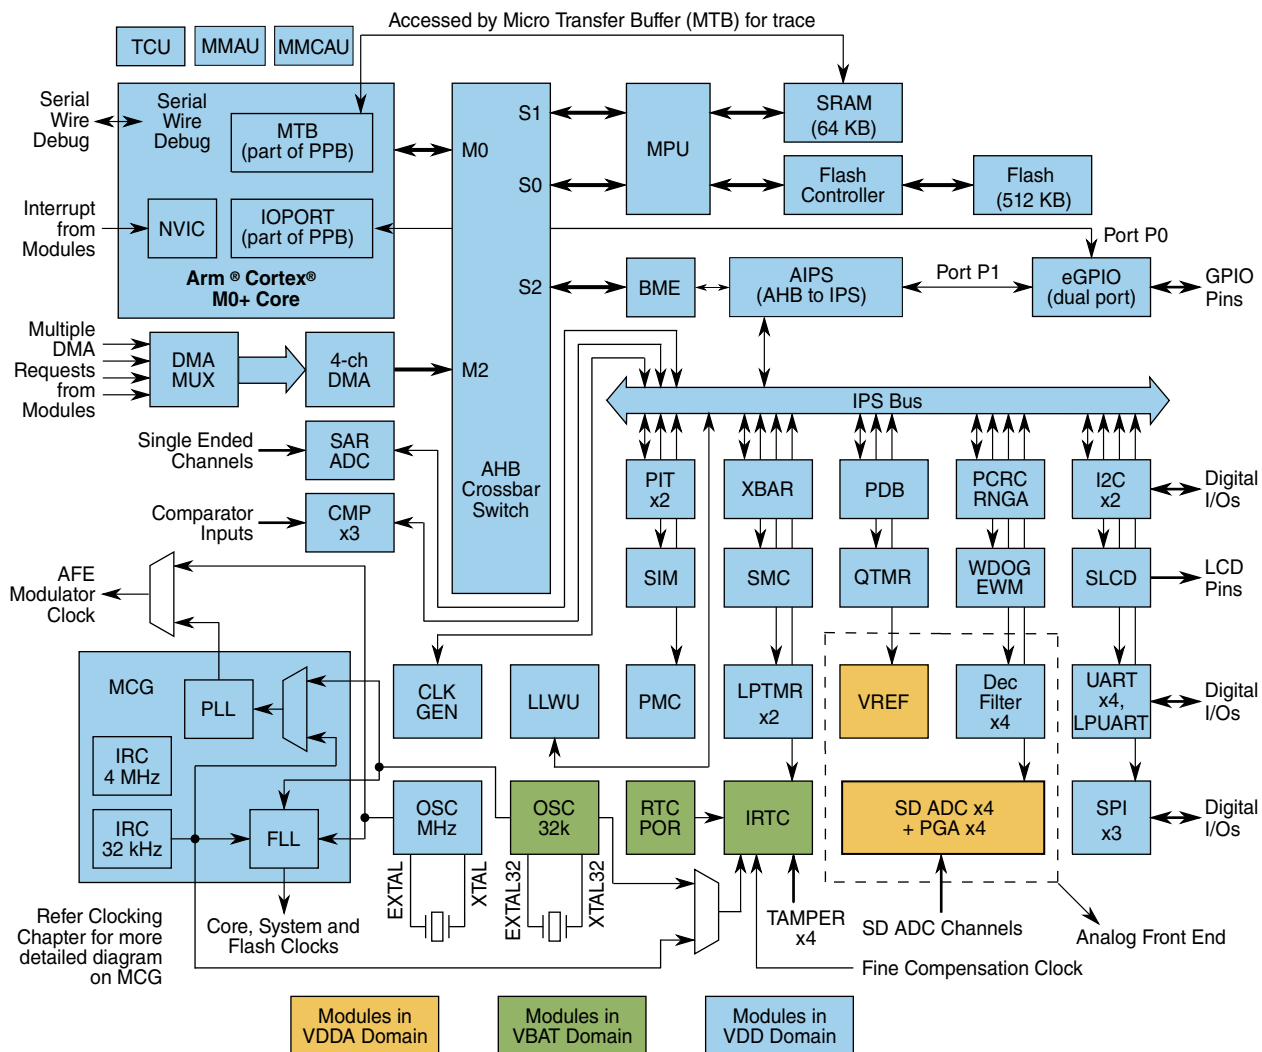 Accessed by Micro Transfer Buffer (MTB) for trace
TCU
MMAU
MMCAU
Serial
Wire
Debug
Serial
Wire
Debug
MTB
(part of PPB)
M0
S1
MPU
SRAM
(64 KB)
S0
Flash
Controller
Flash
(512 KB)
Interrupt
from
Modules
NVIC
IOPORT
(part of PPB)
Arm ® Cortex®
M0+ Core
Port P0
S2
BME
AIPS
(AHB to IPS)
Port P1
eGPIO
(dual port)
GPIO
Pins
Multiple
DMA
Requests
from
Modules
DMA
MUX
4-ch
DMA
M2
IPS Bus
Single Ended
Channels
SAR
ADC
AHB
Crossbar
Switch
PIT
x2
XBAR
PDB
PCRC
RNGA
I2C
x2
Digital
I/Os
Comparator
Inputs
CMP
x3
AFE
Modulator
Clock
SIM
SMC
QTMR
WDOG
EWM
SLCD
LCD
Pins
MCG
PLL
CLK
GEN
LLWU
PMC
LPTMR
x2
VREF
Dec
Filter
x4
UART
x4,
LPUART
Digital
I/Os
IRC
4 MHz
IRC
32 kHz
FLL
OSC
MHz
OSC
32k
RTC
POR
IRTC
SD ADC x4
+ PGA x4
SPI
x3
Digital
I/Os
EXTAL
XTAL
EXTAL32
XTAL32
Refer Clocking
Chapter for more
detailed diagram
on MCG
Core, System and
Flash Clocks
TAMPER
x4
SD ADC Channels
Analog Front End
Fine Compensation Clock
Modules in
VDDA Domain
Modules in
VBAT Domain
Modules in
VDD Domain